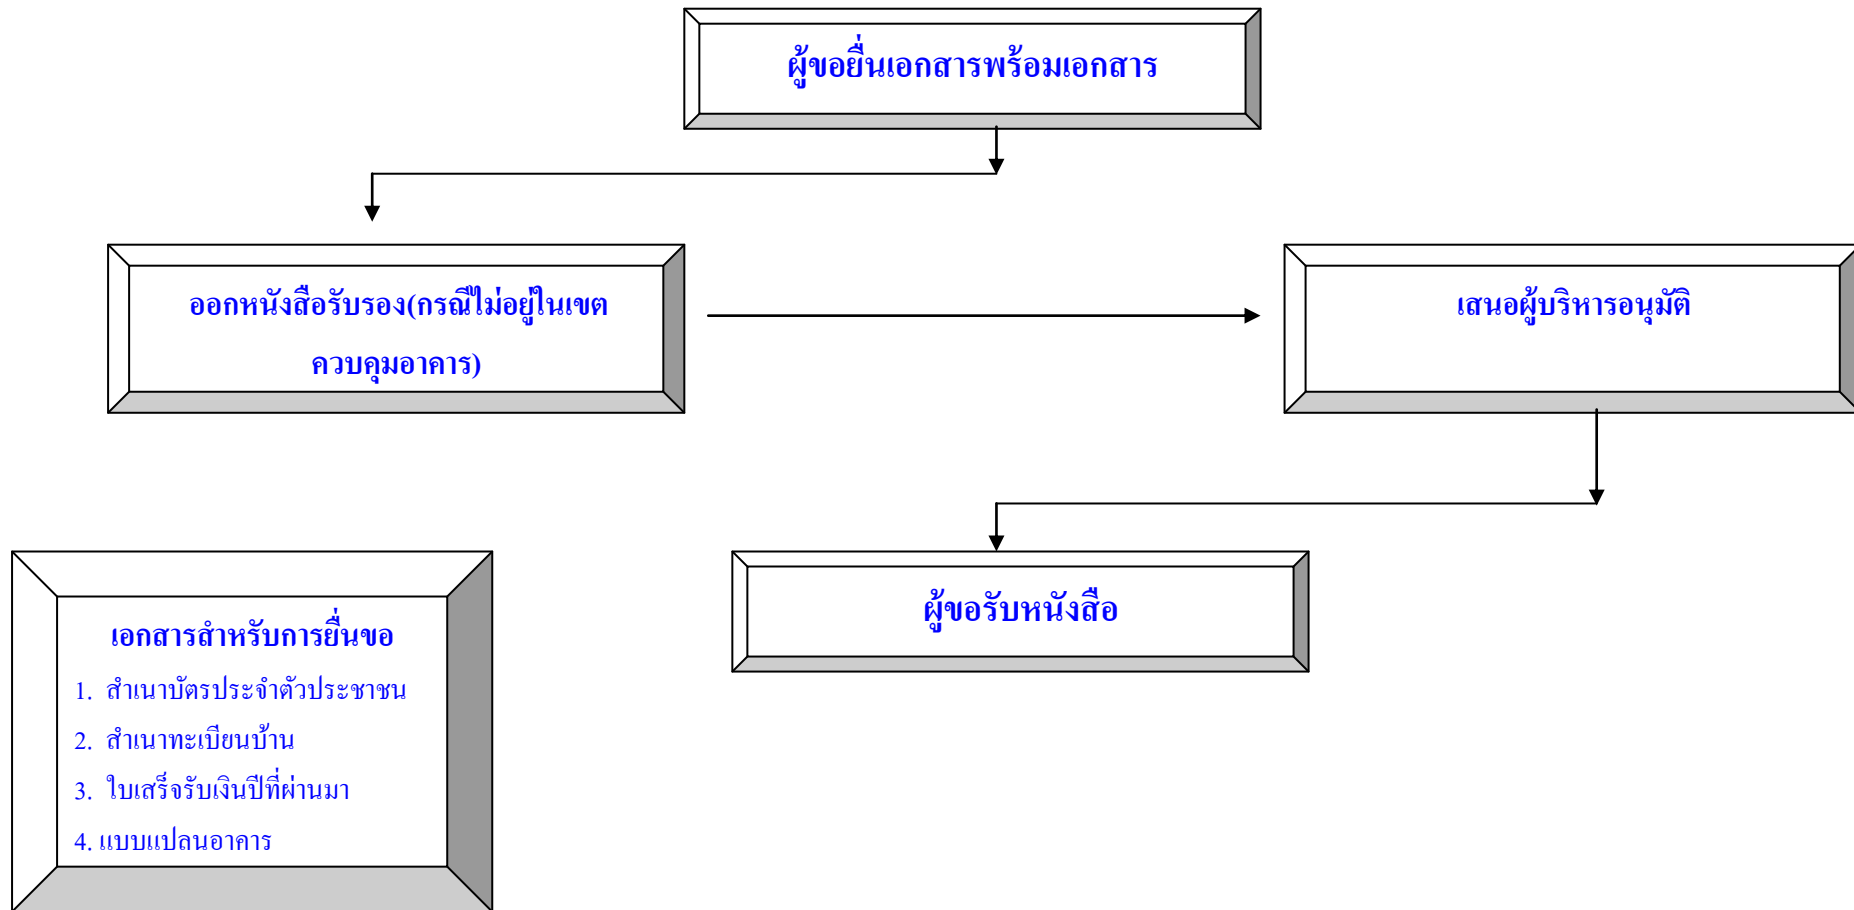 ผู้ขอยื่นเอกสารพร้อมเอกสาร
ออกหนังสือรับรอง(กรณีไม่อยู่ในเขต
ควบคุมอาคาร)
เสนอผู้บริหารอนุมัติ
ผู้ขอรับหนังสือ
เอกสารสำหรับการยื่นขอ
1. สำเนาบัตรประจำตัวประชาชน
2. สำเนาทะเบียนบ้าน
3. ใบเสร็จรับเงินปีที่ผ่านมา
4. แบบแปลนอาคาร